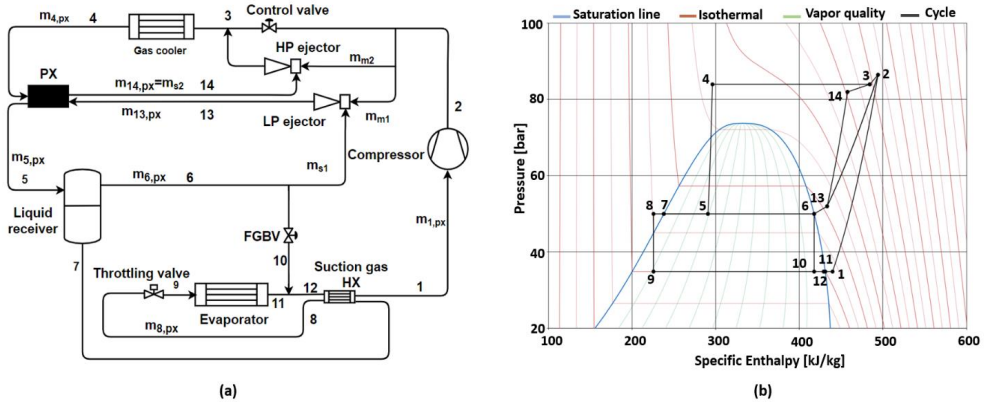 m4,px
4
3
Control valve
Gas cooler
HP ejector
mm2
PX
m14,px=ms2
14
m13,px
13
LP ejector
mm1
2
m5,px
5
m6,px
6
ms1
Compressor
Liquid
receiver
FGBV
m1,px
7
10
Throttling valve
9
Suction gas
HX
11
12
1
Evaporator
8
m8,px
(a)
Saturation line
Isothermal
Vapor quality
Cycle
Pressure [bar]
100
80
60
40
20
4
3
2
14
13
8
7
5
6
9
10
11
12
1
100
200
300
400
500
600
Specific Enthalpy [kJ/kg]
(b)